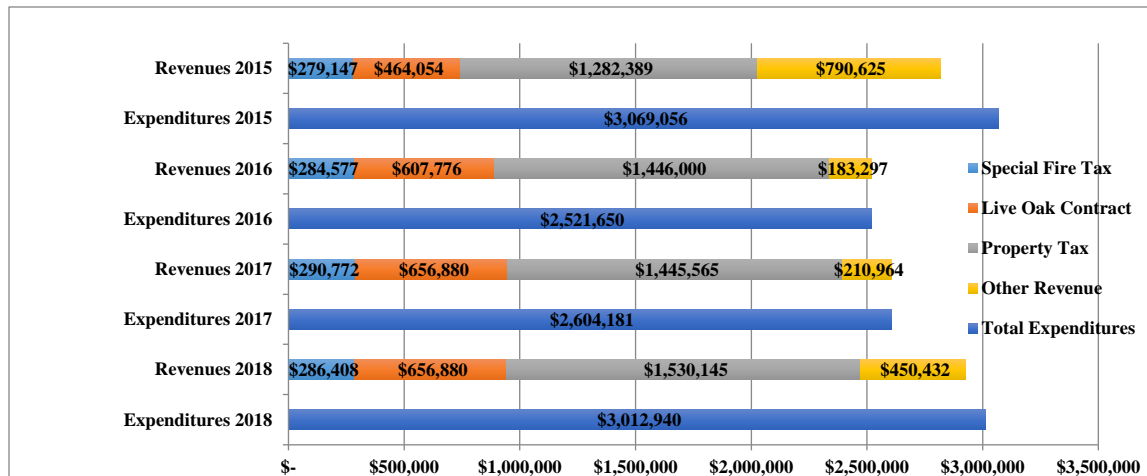 Revenues 2015 $279,147 $464,054 $1,282,389 $790,625
Expenditures 2015 $3,069,056
Revenues 2016 $284,577 $607,776 $1,446,000 $183,297
Expenditures 2016 $2,521,650
Revenues 2017 $290,772 $656,880 $1,445,565 $210,964
Expenditures 2017 $2,604,181
Revenues 2018 $286,408 $656,880 $1,530,145 $450,432
Expenditures 2018 $3,012,940
$- $500,000 $1,000,000 $1,500,000 $2,000,000 $2,500,000 $3,000,000 $3,500,000
Special Fire Tax
Live Oak Contract
Property Tax
Other Revenue
Total Expenditures